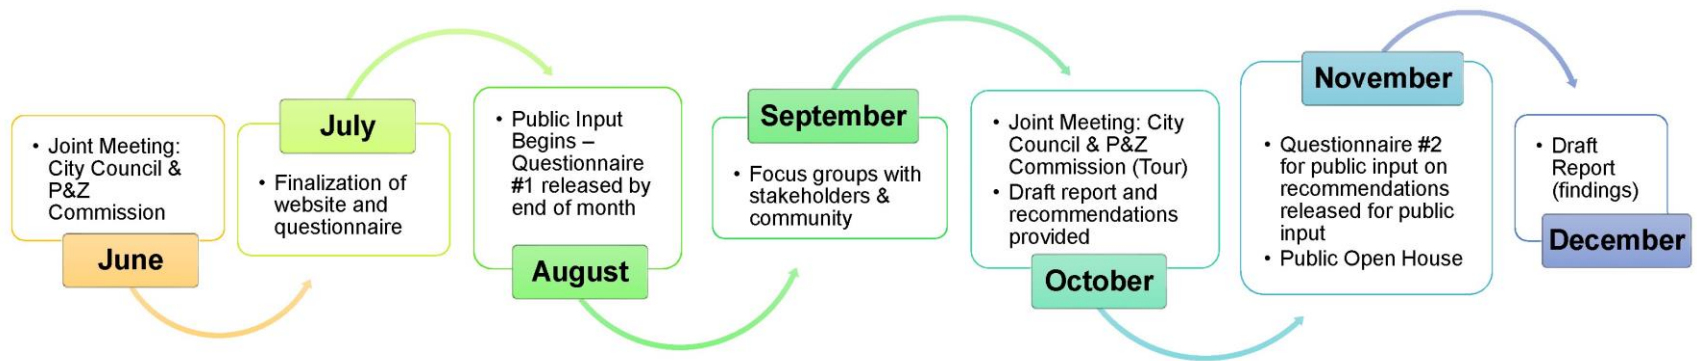 • Joint Meeting:
City Council &
P&Z
Commission
June
July
• Finalization of
website and
questionnaire
• Public Input
Begins –
Questionnaire
#1 released by
end of month
August
September
• Focus groups with
stakeholders &
community
• Joint Meeting: City
Council & P&Z
Commission (Tour)
• Draft report and
recommendations
provided
October
November
• Questionnaire #2
for public input on
recommendations
released for public
input
• Public Open House
• Draft
Report
(findings)
December